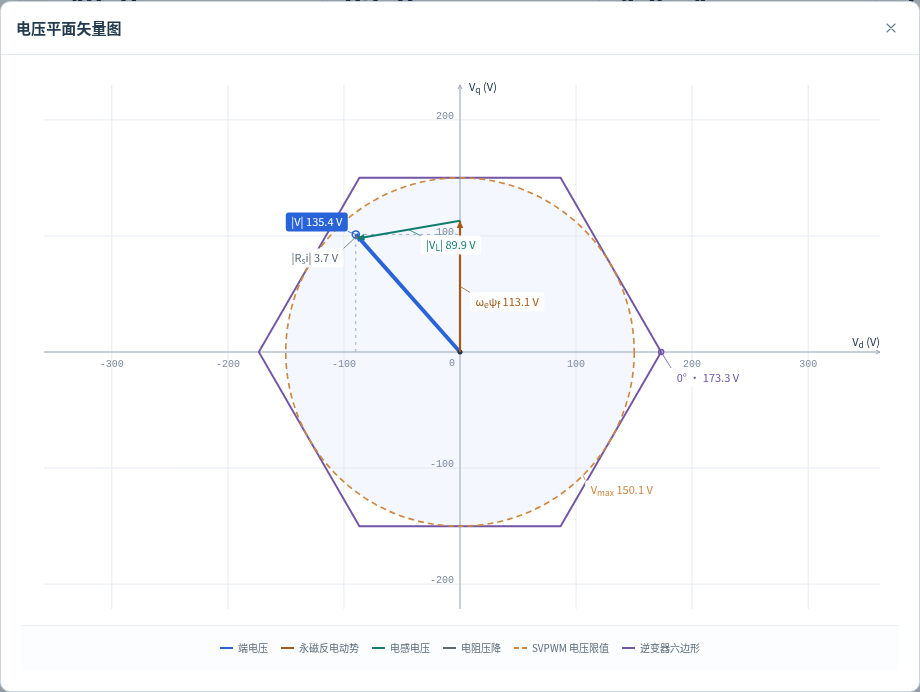 电压平面矢量图
×
Vq (V)
200
|V| 135.4 V
100
|VL| 89.9 V
|Rsi| 3.7 V
ωeψf 113.1 V
Vd (V)
-300
-200
-100
0
100
200
300
0° · 173.3 V
-100
Vmax 150.1 V
-200
端电压
永磁反电动势
电感电压
电阻压降
SVPWM 电压限值
逆变器六边形